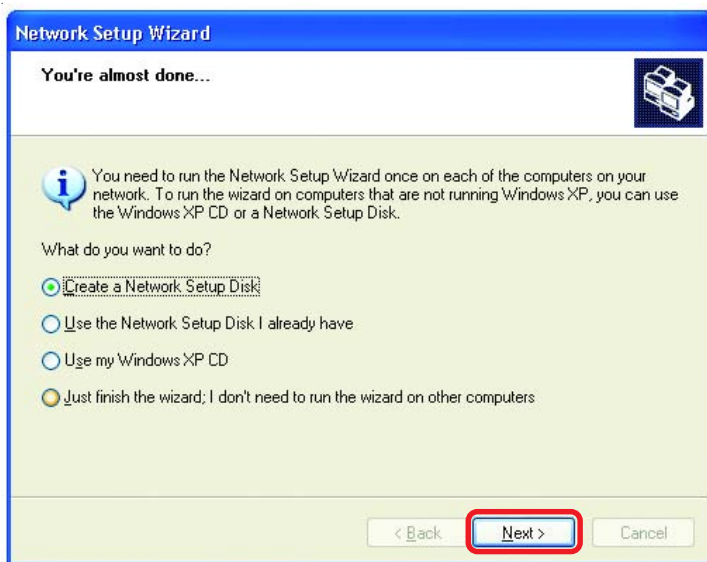 Network Setup Wizard
You're almost done...
You need to run the Network Setup Wizard once on each of the computers on your
network. To run the wizard on computers that are not running Windows XP, you can use
the Windows XP CD or a Network Setup Disk.
What do you want to do?
Create a Network Setup Disk
Use the Network Setup Disk I already have
Use my Windows XP CD
Just finish the wizard; I don't need to run the wizard on other computers
< Back Next > Cancel